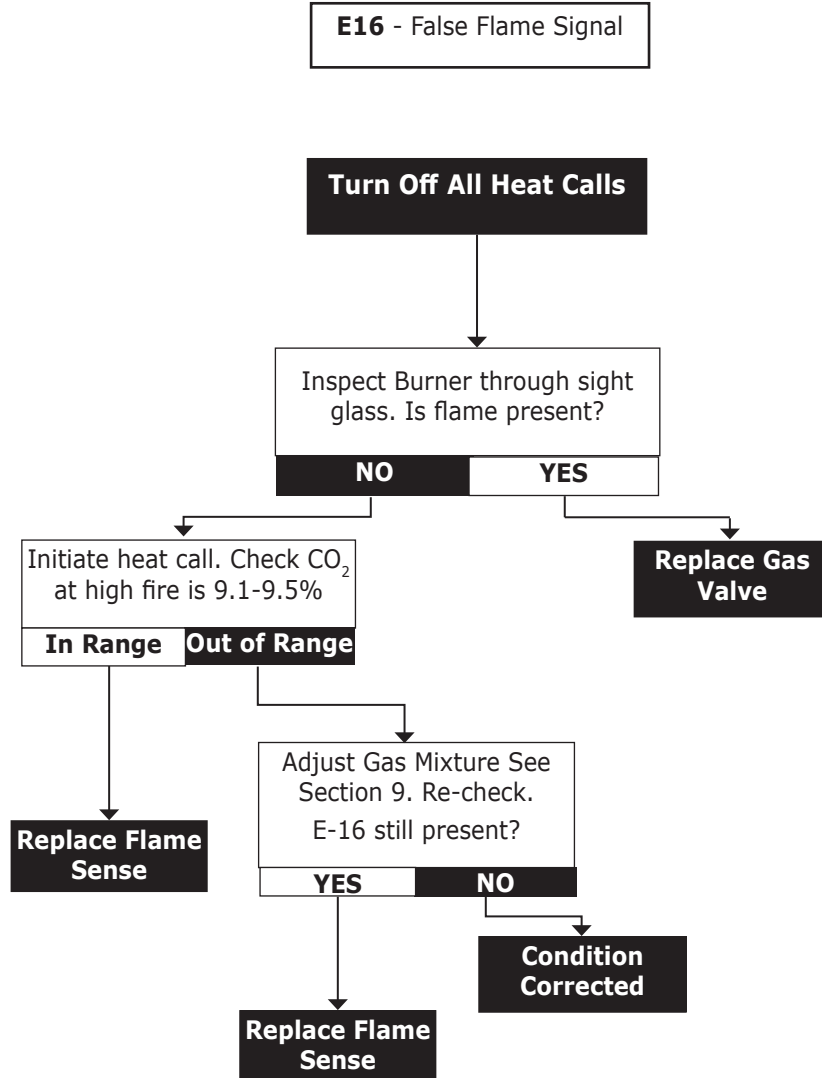 E16 - False Flame Signal
Turn Off All Heat Calls
Inspect Burner through sight
glass. Is flame present?
NO
YES
Initiate heat call. Check CO2
at high fire is 9.1-9.5%
In Range
Out of Range
Replace Gas
Valve
Adjust Gas Mixture See
Section 9. Re-check.
E-16 still present?
YES
NO
Replace Flame
Sense
Condition
Corrected
Replace Flame
Sense